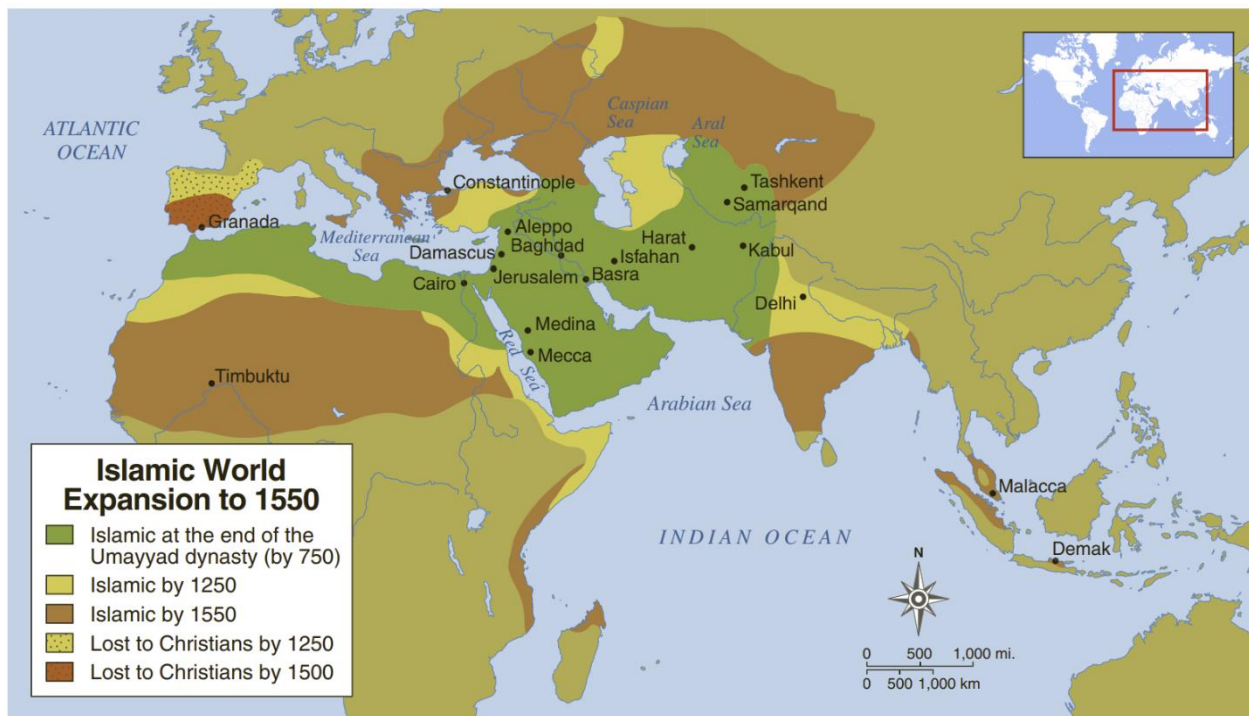 ATLANTIC
OCEAN
Caspian
Sea
Aral
Sea
Constantinople
Tashkent
Samarqand
Granada
Mediterranean
Sea
Aleppo
Baghdad
Damascus
Harat
Isfahan
Kabul
Jerusalem
Basra
Cairo
Delhi
Medina
Mecca
Red Sea
Timbuktu
Arabian Sea
Malacca
INDIAN OCEAN
Demak
Islamic World
Expansion to 1550
Islamic at the end of the
Umayyad dynasty (by 750)
Islamic by 1250
Islamic by 1550
Lost to Christians by 1250
Lost to Christians by 1500
N
0 500 1,000 mi.
0 500 1,000 km